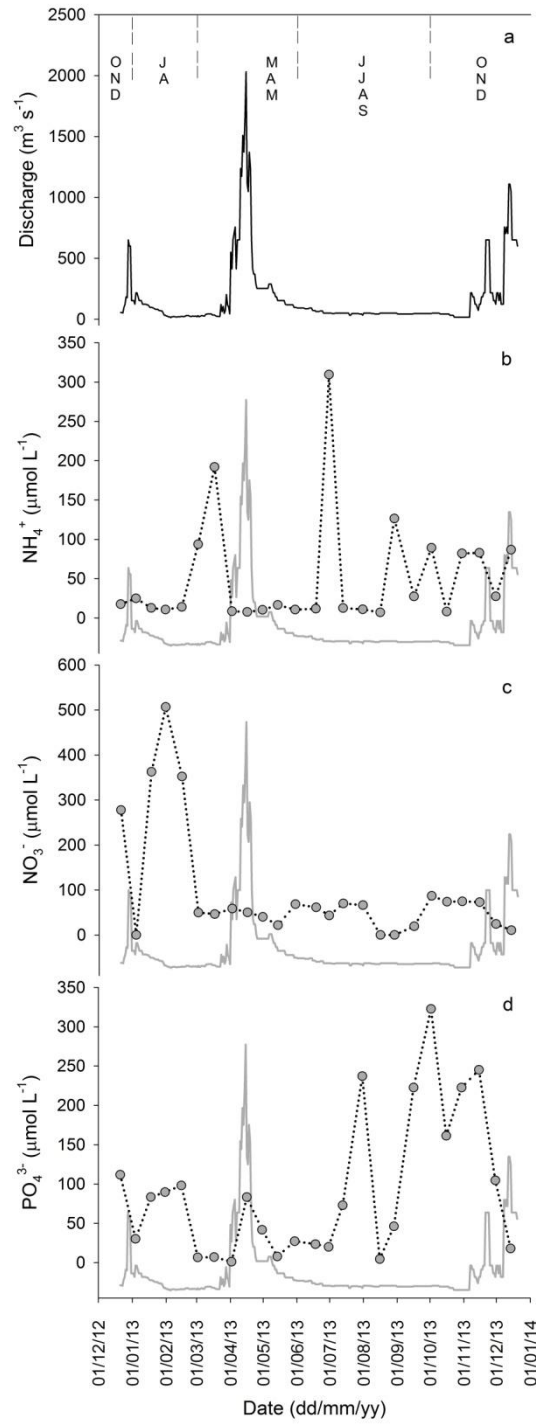 a
O
N
D
J
A
M
A
M
J
J
A
S
O
N
D
2500
2000
1500
1000
500
0
Discharge (m³ s-¹)
b
350
300
250
200
150
100
50
0
NH₄⁺ (µmol L⁻¹)
c
600
500
400
300
200
100
0
NO₃⁻ (µmol L⁻¹)
d
350
300
250
200
150
100
50
0
PO₄³⁻ (µmol L⁻¹)
01/12/12
01/01/13
01/02/13
01/03/13
01/04/13
01/05/13
01/06/13
01/07/13
01/08/13
01/09/13
01/10/13
01/11/13
01/12/13
01/01/14
Date (dd/mm/yy)